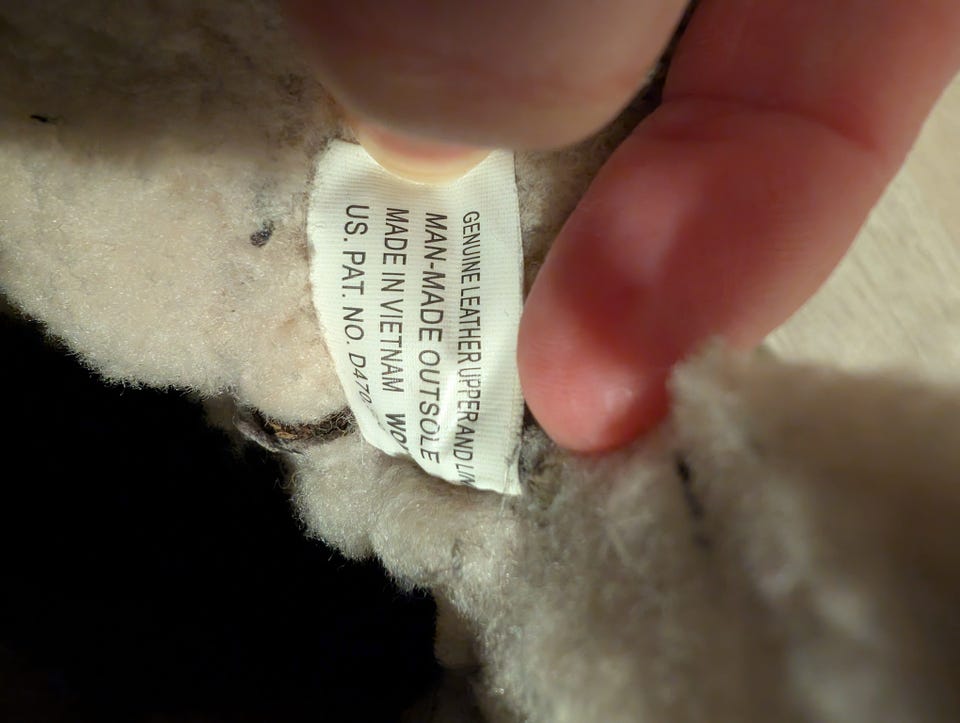 GENUINE LEATHER UPPER AND
MAN-MADE OUTSOLE
MADE IN VIETNAM
US. PAT. NO.